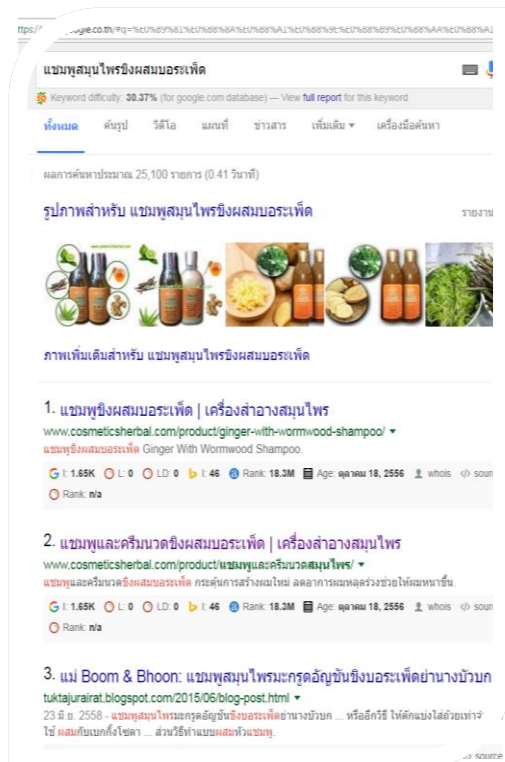 แชมพูสมุนไพรขิงผสมบอระเพ็ด
Keyword difficulty: 30.37% (for google.com database) — View full report for this keyword
ทั้งหมด ค้นรูป วิดีโอ แผนที่ ข่าวสาร เพิ่มเติม ▾ เครื่องมือค้นหา
ผลการค้นหาประมาณ 25,100 รายการ (0.41 วินาที)
รูปภาพสำหรับ แชมพูสมุนไพรขิงผสมบอระเพ็ด รายงาน
ภาพเพิ่มเติมสำหรับ แชมพูสมุนไพรขิงผสมบอระเพ็ด
1. แชมพูขิงผสมบอระเพ็ด | เครื่องสำอางสมุนไพร
www.cosmeticsherbal.com/product/ginger-with-wormwood-shampoo/ ▾
แชมพูขิงผสมบอระเพ็ด Ginger With Wormwood Shampoo.
I: 1.65K L: 0 LD: 0 I: 46 Rank: 18.3M Age: ตุลาคม 18, 2556 whois
Rank: n/a
2. แชมพูและครีมนวดขิงผสมบอระเพ็ด | เครื่องสำอางสมุนไพร
www.cosmeticsherbal.com/product/แชมพูและครีมนวดสมุนไพร/ ▾
แชมพูและครีมนวดขิงผสมบอระเพ็ด กระตุ้นการสร้างผมใหม่ ลดอาการผมหลุดร่วงช่วยให้ผมหนาขึ้น.
I: 1.65K L: 0 LD: 0 I: 46 Rank: 18.3M Age: ตุลาคม 18, 2556 whois
Rank: n/a
3. แม่ Boom & Bhoon: แชมพูสมุนไพรมะกรูดอัญชันขิงบอระเพ็ดย่านางบัวบก
tuktajurairat.blogspot.com/2015/06/blog-post.html ▾
23 มิ.ย. 2558 - แชมพูสมุนไพรมะกรูดอัญชันขิงบอระเพ็ดย่านางบัวบก ... หรืออีกวิธี ให้ตักแบ่งใส่ถ้วยเท่าจ
ใช้ ผสมกับเบกกิ้งโซดา ... ส่วนวิธีทำแบบผสมหัวแชมพู.
source